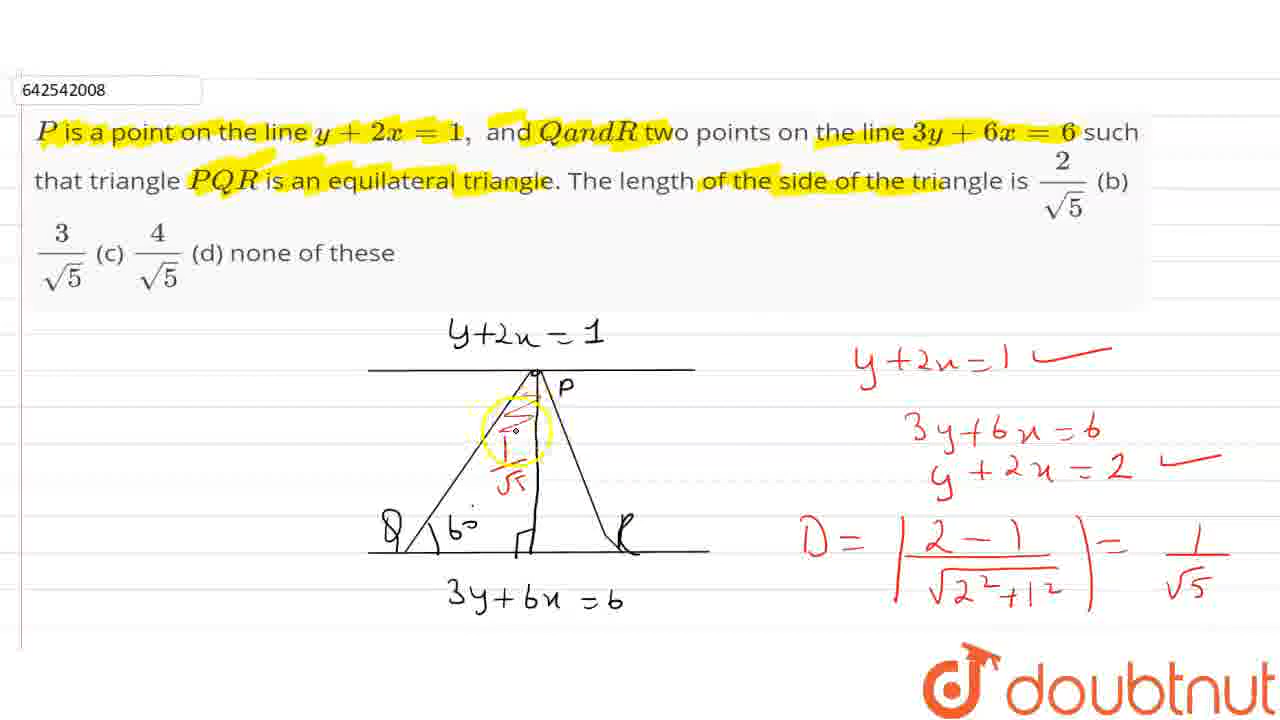 642542008
P is a point on the line y + 2x = 1, and QandR two points on the line 3y + 6x = 6 such
that triangle PQR is an equilateral triangle. The length of the side of the triangle is 2/√5 (b)
3/√5 (c) 4/√5 (d) none of these
y+2x = 1
P
1/√5
Q 60° R
3y+6x = 6
y+2x=1
3y+6x=6
y+2x=2
D = |2-1/√2²+1²| = 1/√5
doubtnut